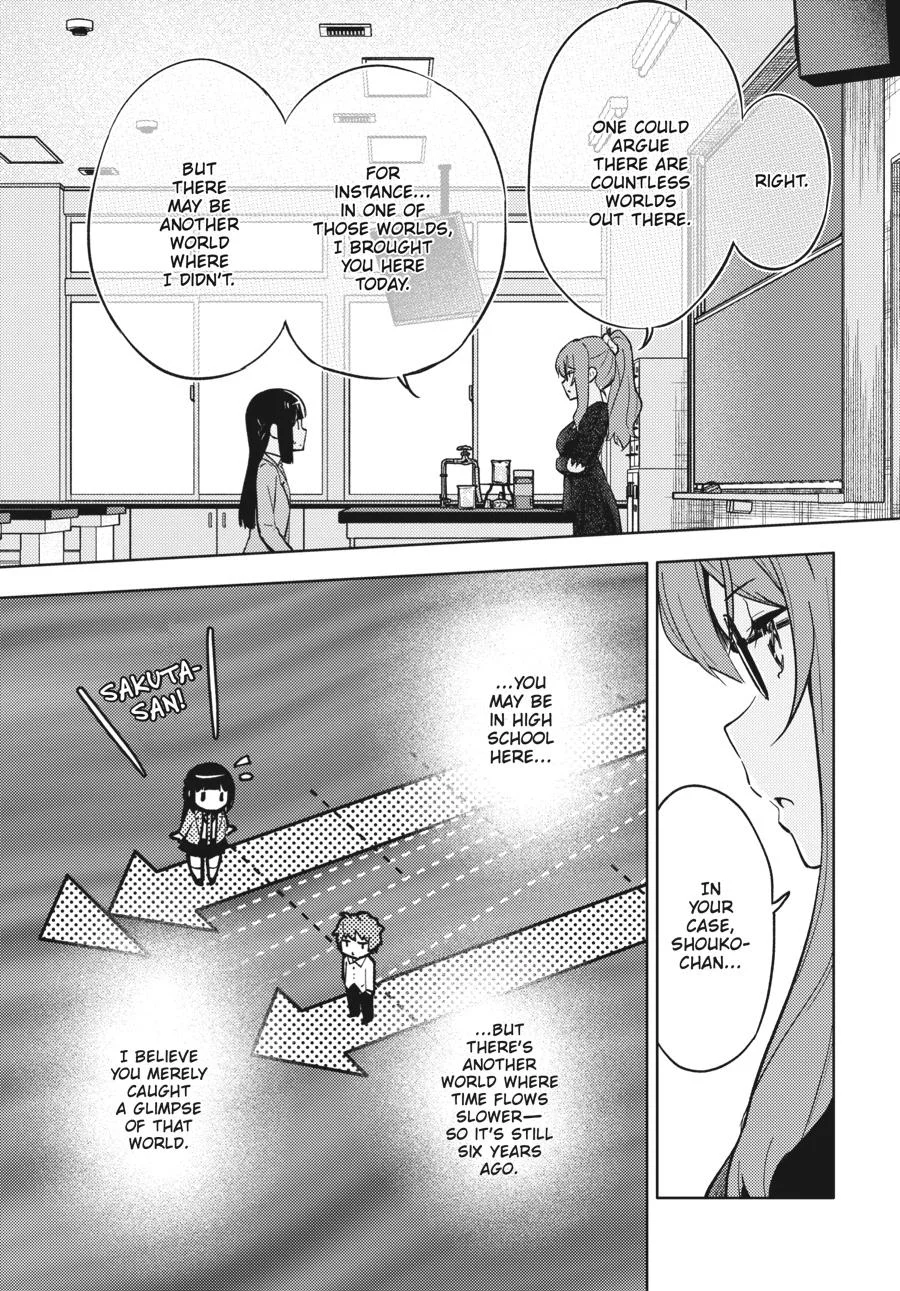 RIGHT.
ONE COULD
ARGUE
THERE ARE
COUNTLESS
WORLDS
OUT THERE.
FOR
INSTANCE...
IN ONE OF
THOSE WORLDS,
I BROUGHT
YOU HERE
TODAY.
BUT
THERE
MAY BE
ANOTHER
WORLD
WHERE
I DIDN'T.
IN
YOUR
CASE,
SHOUKO-
CHAN...
...YOU
MAY BE
IN HIGH
SCHOOL
HERE...
SAKUTA-
SAN!
...BUT
THERE'S
ANOTHER
WORLD WHERE
TIME FLOWS
SLOWER—
SO IT'S STILL
SIX YEARS
AGO.
I BELIEVE
YOU MERELY
CAUGHT
A GLIMPSE
OF THAT
WORLD.